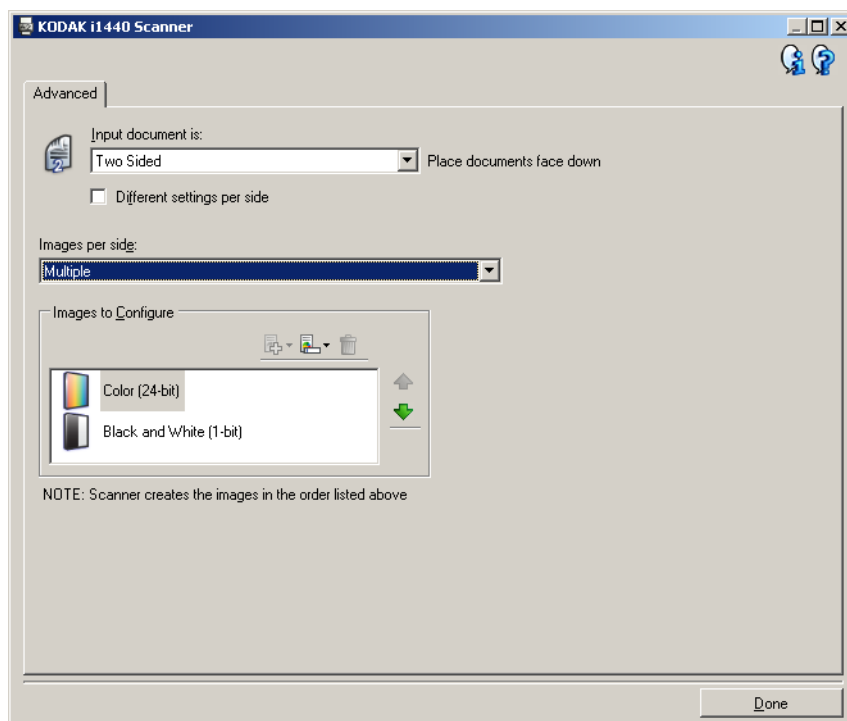 KODAK i1440 Scanner
Advanced
Input document is:
Two Sided
Place documents face down
Different settings per side
Images per side:
Multiple
Images to Configure
Color (24-bit)
Black and White (1-bit)
NOTE: Scanner creates the images in the order listed above
Done